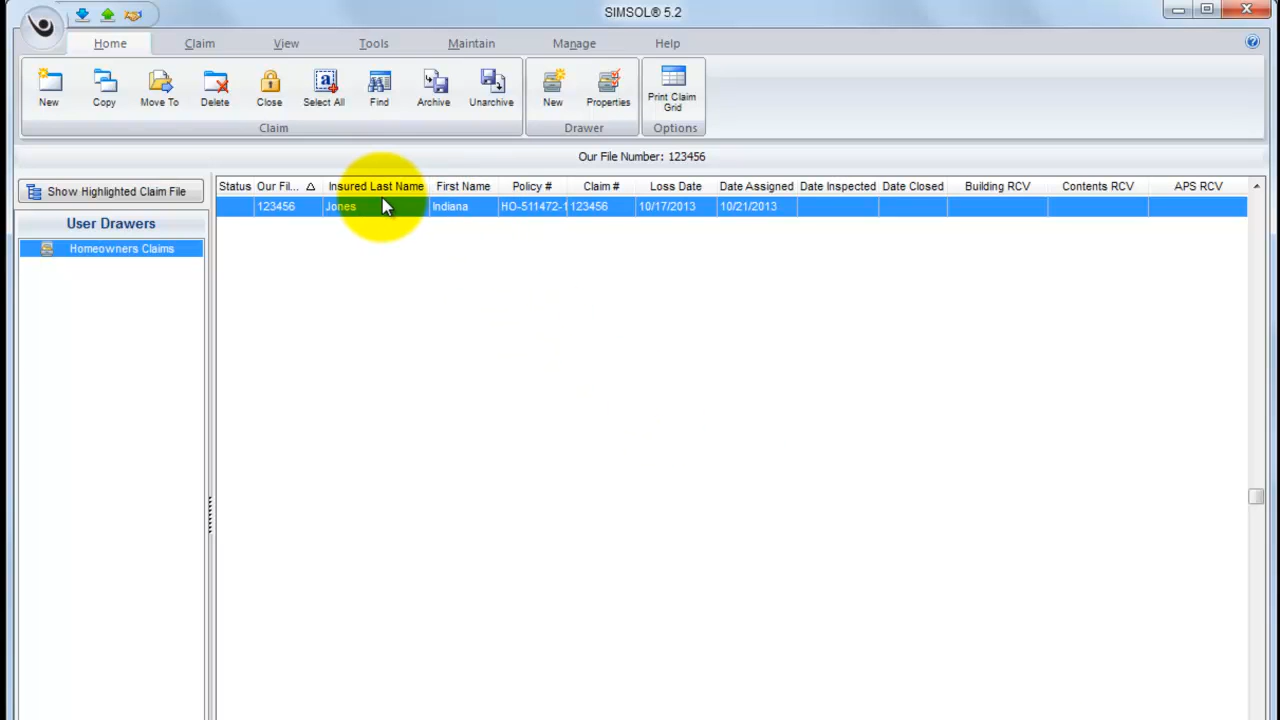 SIMSOL® 5.2
Home Claim View Tools Maintain Manage Help
New Copy Move To Delete Close Select All Find Archive Unarchive New Properties Print Claim Grid
Claim Drawer Options
Our File Number: 123456
Show Highlighted Claim File
User Drawers
Homeowners Claims
Status Our Fil... Insured Last Name First Name Policy # Claim # Loss Date Date Assigned Date Inspected Date Closed Building RCV Contents RCV APS RCV
123456 Jones Indiana HO-511472-1 123456 10/17/2013 10/21/2013